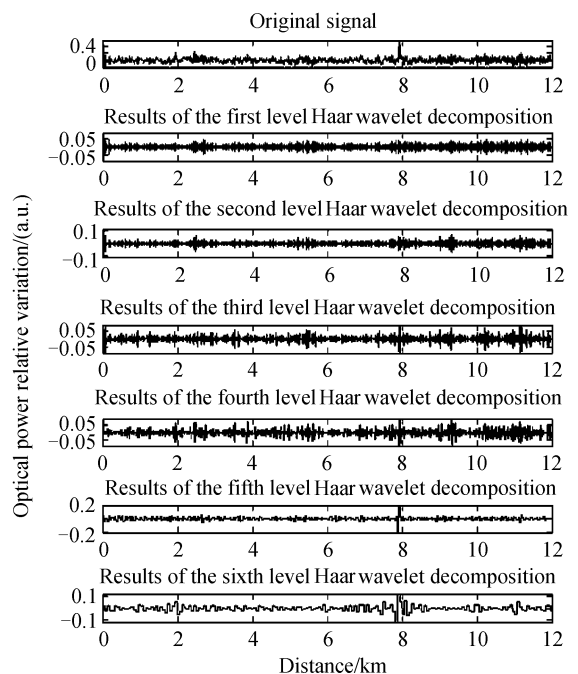 Original signal
0.4
0
0 2 4 6 8 10 12
Results of the first level Haar wavelet decomposition
0.05
−0.05
0 2 4 6 8 10 12
Results of the second level Haar wavelet decomposition
0.1
−0.1
0 2 4 6 8 10 12
Results of the third level Haar wavelet decomposition
0.05
−0.05
0 2 4 6 8 10 12
Results of the fourth level Haar wavelet decomposition
0.05
−0.05
0 2 4 6 8 10 12
Results of the fifth level Haar wavelet decomposition
0.2
−0.2
0 2 4 6 8 10 12
Results of the sixth level Haar wavelet decomposition
0.1
−0.1
0 2 4 6 8 10 12
Distance/km
Optical power relative variation/(a.u.)